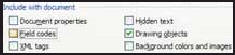 Include with document
Document properties
Hidden text
Field codes
Drawing objects
XML tags
Background colors and images